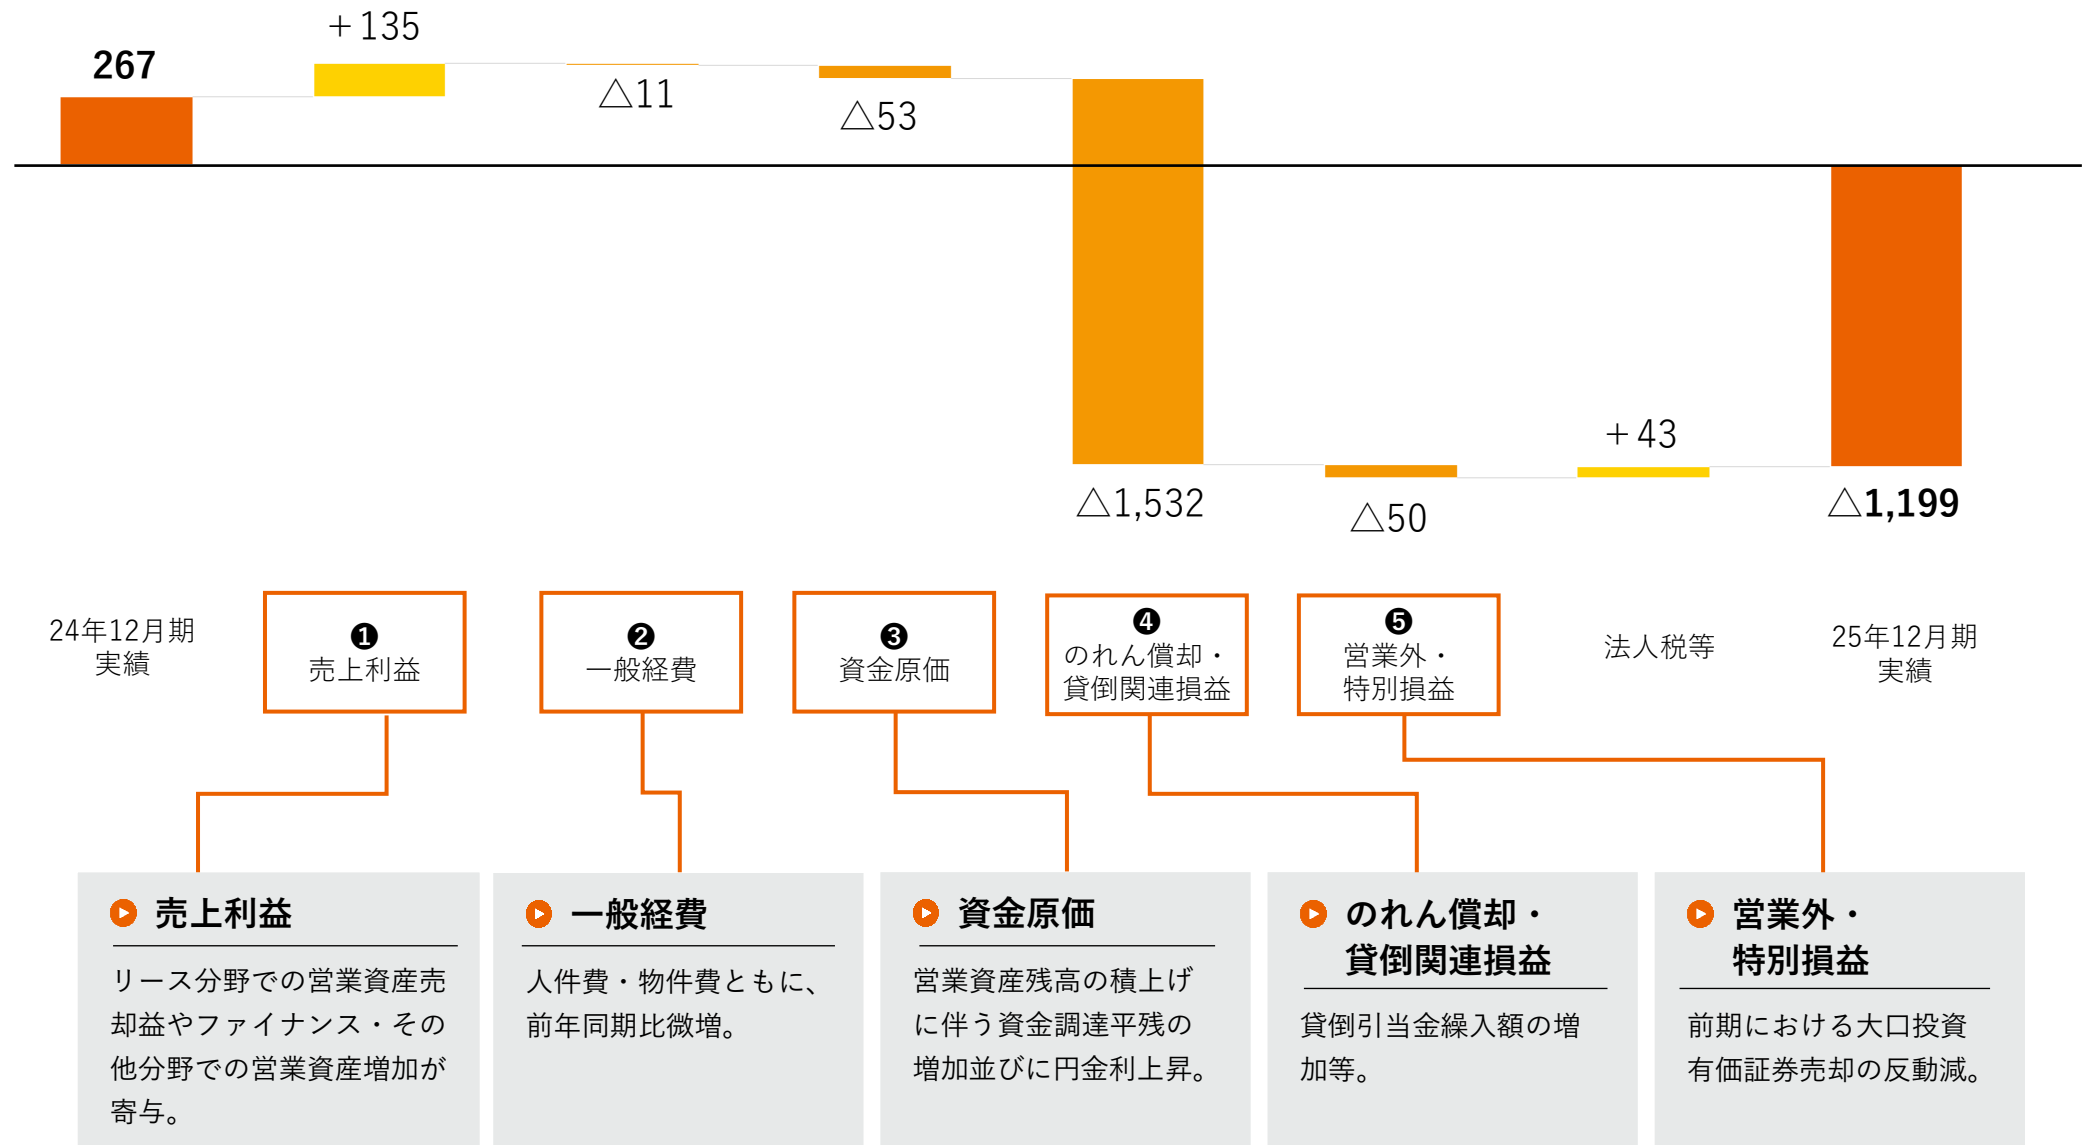 267
＋135
△11
△53
△1,532
△50
＋43
△1,199
24年12月期
実績
❶
売上利益
❷
一般経費
❸
資金原価
❹
のれん償却・
貸倒関連損益
❺
営業外・
特別損益
法人税等
25年12月期
実績
売上利益
リース分野での営業資産売
却益やファイナンス・その
他分野での営業資産増加が
寄与。
一般経費
人件費・物件費ともに、
前年同期比微増。
資金原価
営業資産残高の積上げ
に伴う資金調達平残の
増加並びに円金利上昇。
のれん償却・
貸倒関連損益
貸倒引当金繰入額の増
加等。
営業外・
特別損益
前期における大口投資
有価証券売却の反動減。